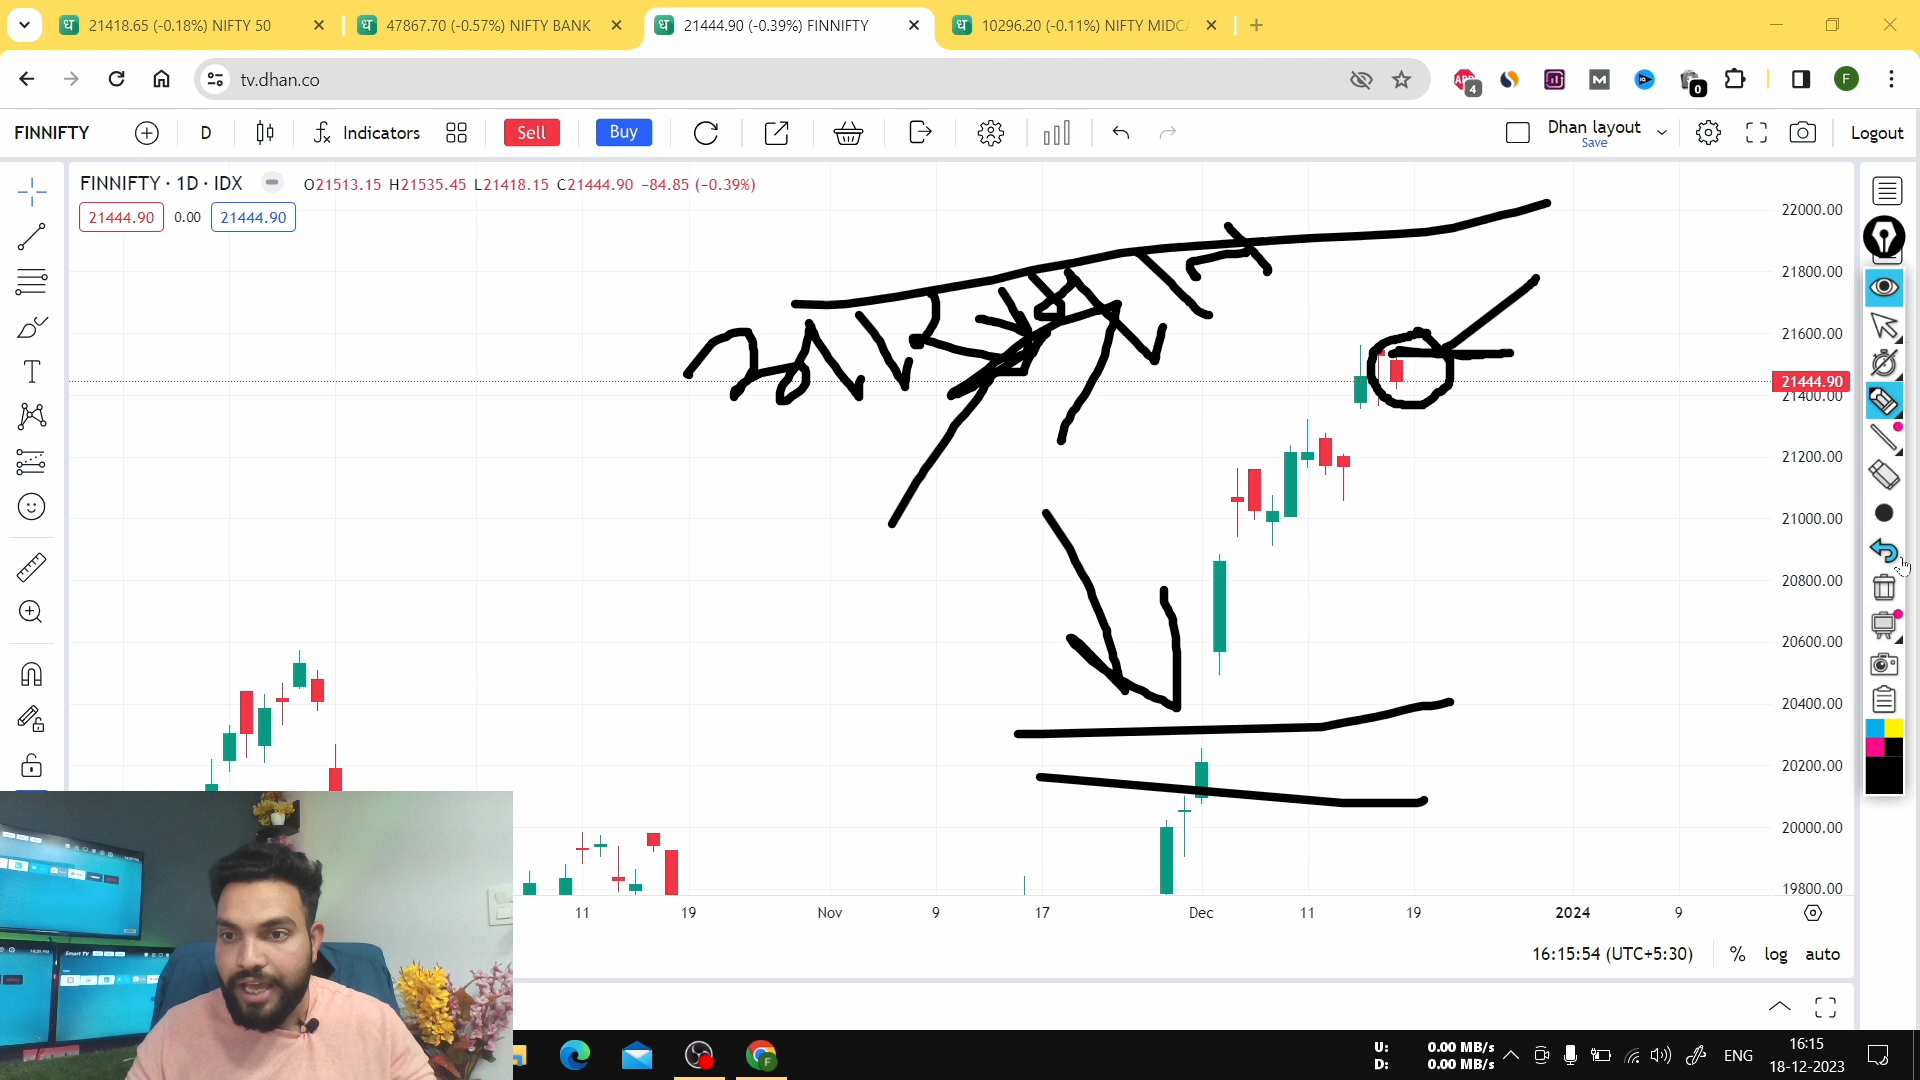 21418.65 (-0.18%) NIFTY 50
47867.70 (-0.57%) NIFTY BANK
21444.90 (-0.39%) FINNIFTY
10296.20 (-0.11%) NIFTY MIDCA
tv.dhan.co
4
0
F
FINNIFTY
D
Indicators
Sell
Buy
Dhan layout
Save
Logout
FINNIFTY · 1D · IDX
O21513.15 H21535.45 L21418.15 C21444.90 −84.85 (−0.39%)
21444.90
0.00
21444.90
22000.00
21800.00
21600.00
21444.90
21400.00
21200.00
21000.00
20800.00
20600.00
20400.00
20200.00
20000.00
19800.00
11
19
Nov
9
17
Dec
11
19
2024
9
16:15:54 (UTC+5:30)
%
log
auto
U: 0.00 MB/s
D: 0.00 MB/s
ENG
16:15
18-12-2023